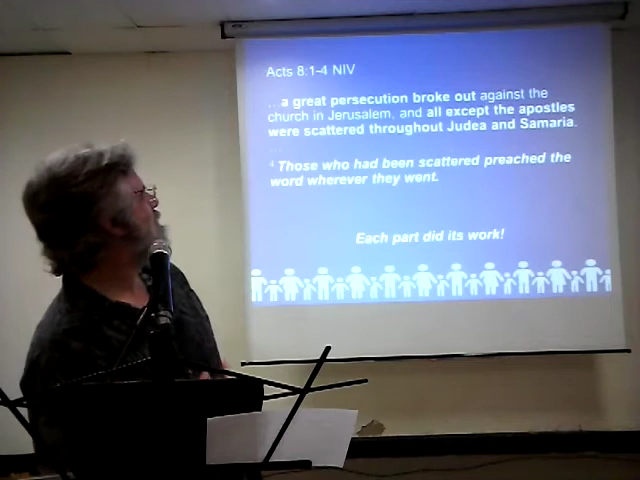 Acts 8:1-4 NIV
…a great persecution broke out against the
church in Jerusalem, and all except the apostles
were scattered throughout Judea and Samaria.
…
4 Those who had been scattered preached the
word wherever they went.
Each part did its work!